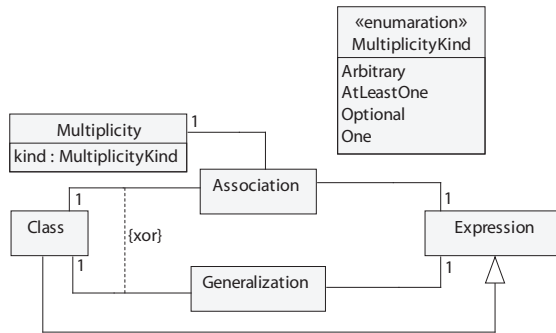 «enumaration»
MultiplicityKind
Arbitrary
AtLeastOne
Optional
One
Multiplicity
kind : MultiplicityKind
1
Association
1
1
Class
{xor}
Expression
1
1
Generalization